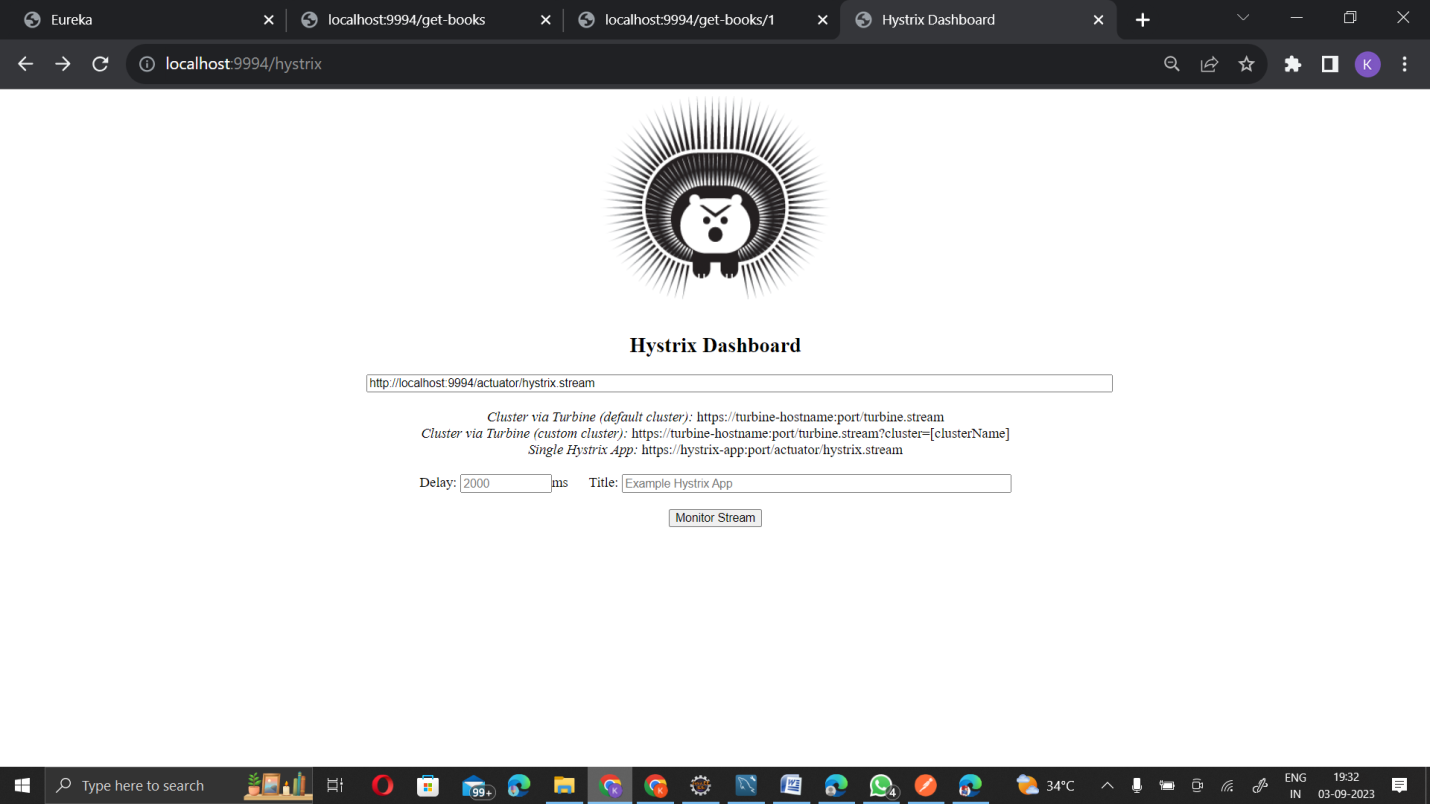 Eureka
localhost:9994/get-books
localhost:9994/get-books/1
Hystrix Dashboard
localhost:9994/hystrix
K
Hystrix Dashboard
http://localhost:9994/actuator/hystrix.stream
Cluster via Turbine (default cluster): https://turbine-hostname:port/turbine.stream
Cluster via Turbine (custom cluster): https://turbine-hostname:port/turbine.stream?cluster=[clusterName]
Single Hystrix App: https://hystrix-app:port/actuator/hystrix.stream
Delay: 2000 ms Title: Example Hystrix App
Monitor Stream
Type here to search
99+
4
34°C
ENG
IN
19:32
03-09-2023